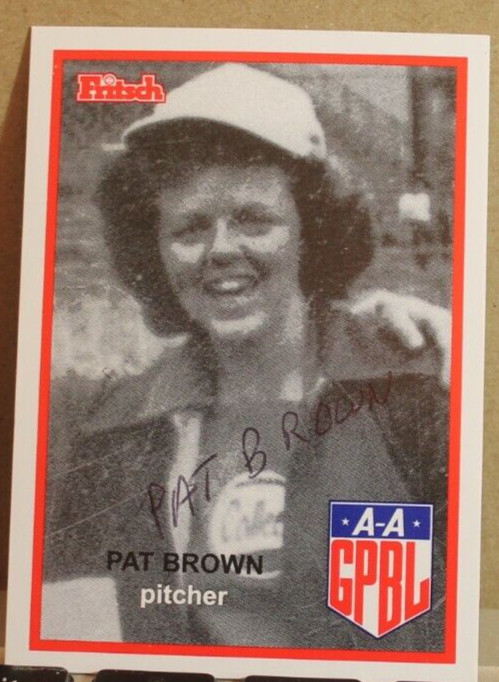 Fritsch
PAT BROWN
PAT BROWN
pitcher
A-A
GPBL